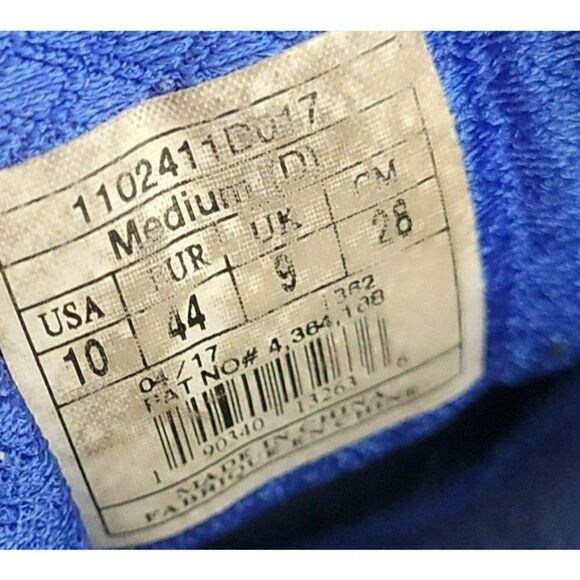 1102411D017
Medium (D)
USA EUR UK CM
10 44 9 28
382
04/17
PAT NO# 4,364,188
1 90340 13263 6
MADE IN CHINA
FABRIQUE EN CHINE